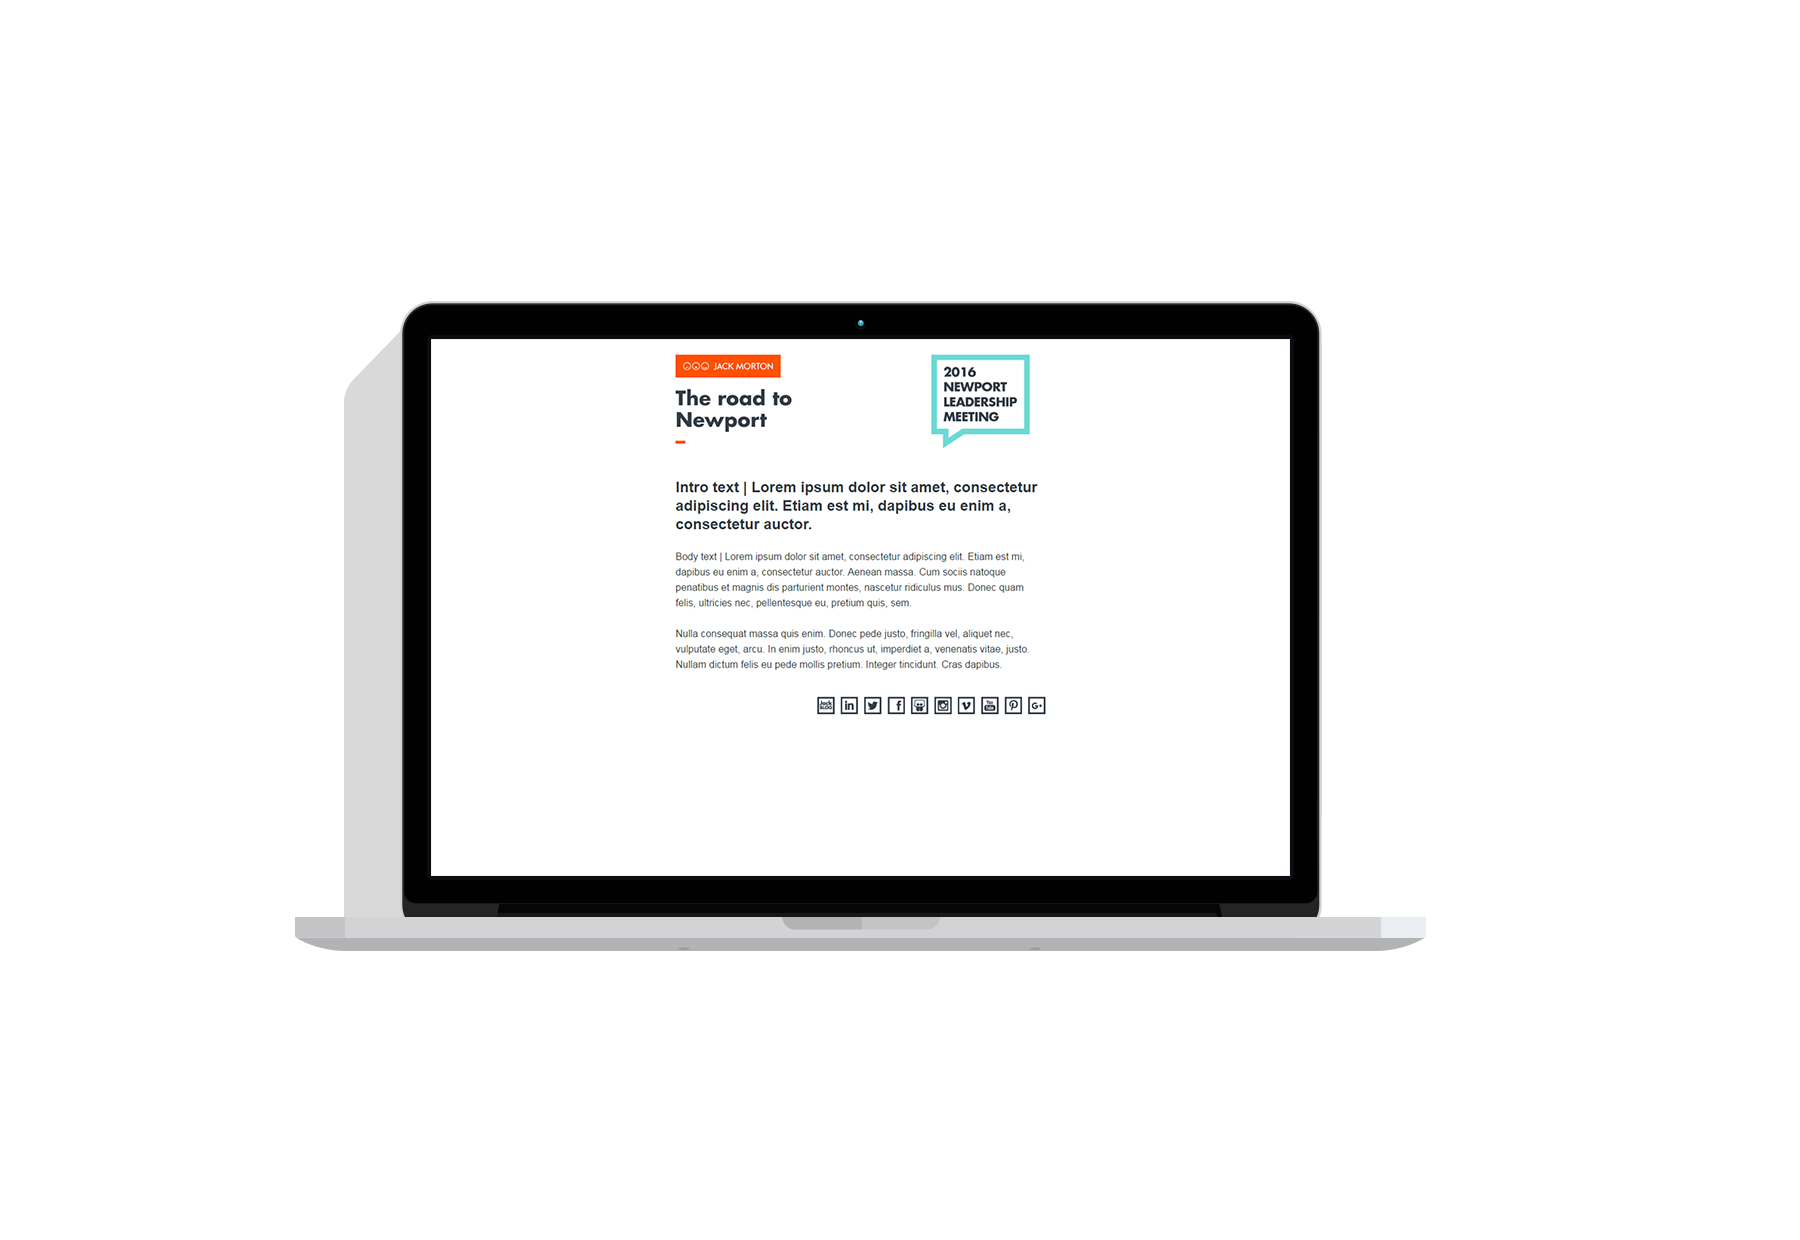 JACK MORTON
The road to
Newport
2016
NEWPORT
LEADERSHIP
MEETING
Intro text | Lorem ipsum dolor sit amet, consectetur
adipiscing elit. Etiam est mi, dapibus eu enim a,
consectetur auctor.
Body text | Lorem ipsum dolor sit amet, consectetur adipiscing elit. Etiam est mi,
dapibus eu enim a, consectetur auctor. Aenean massa. Cum sociis natoque
penatibus et magnis dis parturient montes, nascetur ridiculus mus. Donec quam
felis, ultricies nec, pellentesque eu, pretium quis, sem.
Nulla consequat massa quis enim. Donec pede justo, fringilla vel, aliquet nec,
vulputate eget, arcu. In enim justo, rhoncus ut, imperdiet a, venenatis vitae, justo.
Nullam dictum felis eu pede mollis pretium. Integer tincidunt. Cras dapibus.
Jack
BLOG
in
f
You
Tube
G+